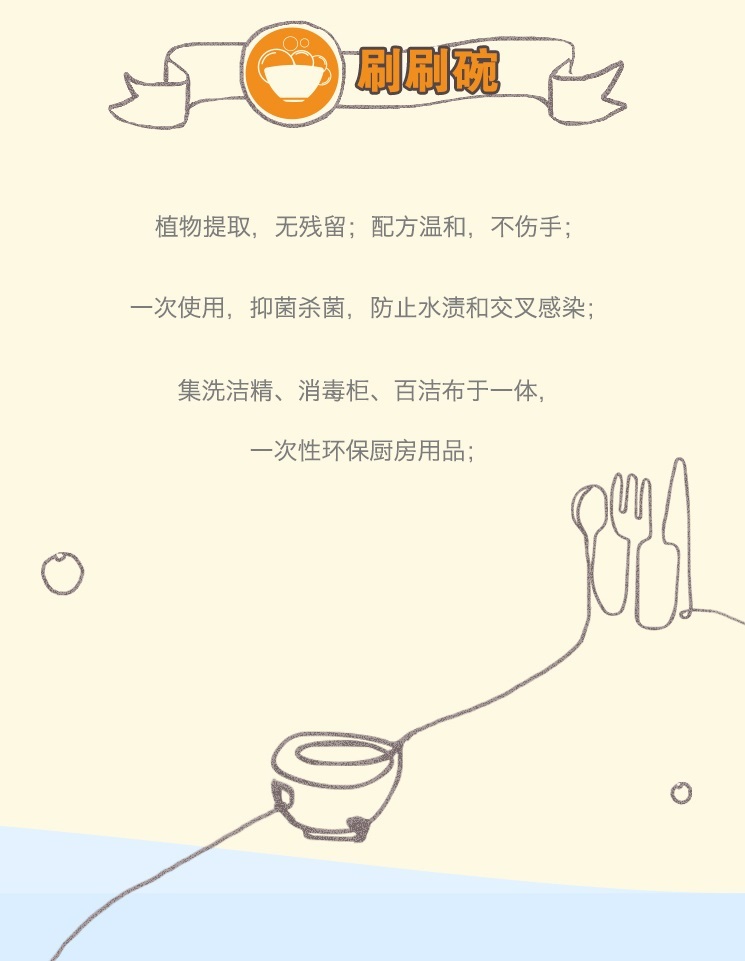 刷刷碗
植物提取，无残留；配方温和，不伤手；
一次使用，抑菌杀菌，防止水渍和交叉感染；
集洗洁精、消毒柜、百洁布于一体，
一次性环保厨房用品；